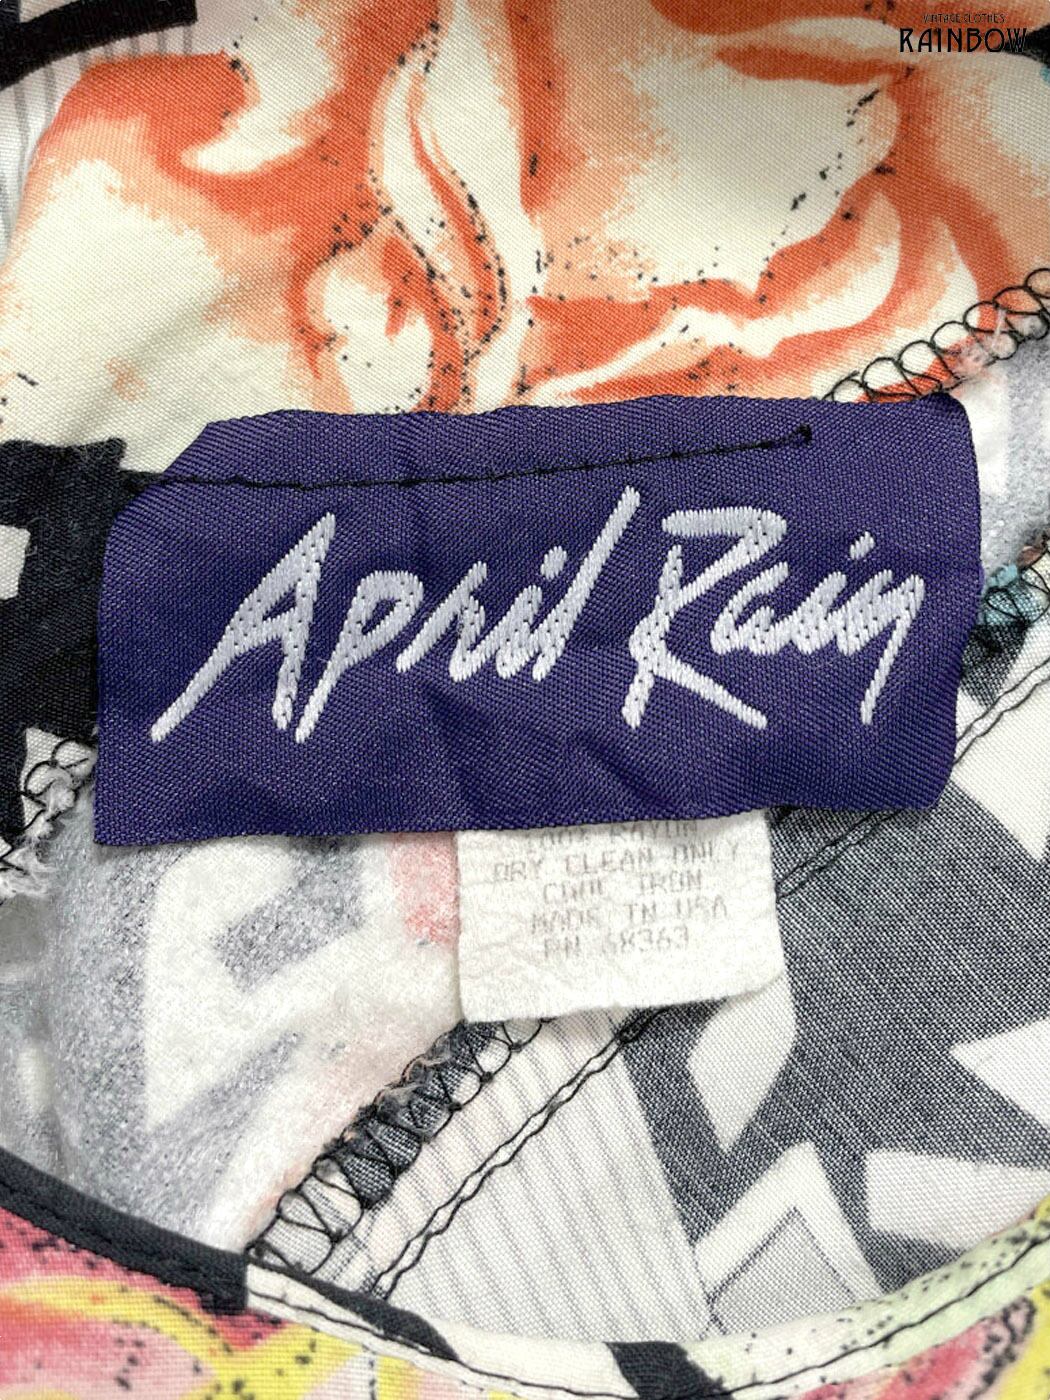 VINTAGE CLOTHES
RAINBOW
April Rain
100% RAYON
DRY CLEAN ONLY
COOL IRON
MADE IN USA
RN 68363